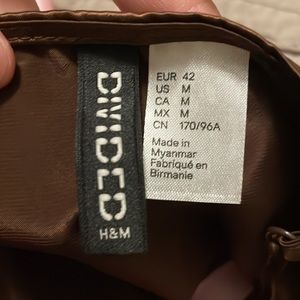 DIVIDED
H&M
EUR 42
US M
CA M
MX M
CN 170/96A
Made in
Myanmar
Fabriqué en
Birmanie